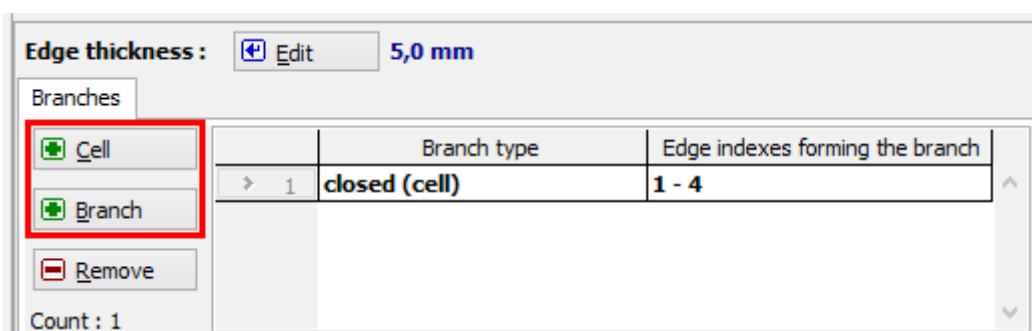 Edge thickness : Edit 5,0 mm
Branches
Cell
Branch type Edge indexes forming the branch
1 closed (cell) 1 - 4
Branch
Remove
Count : 1